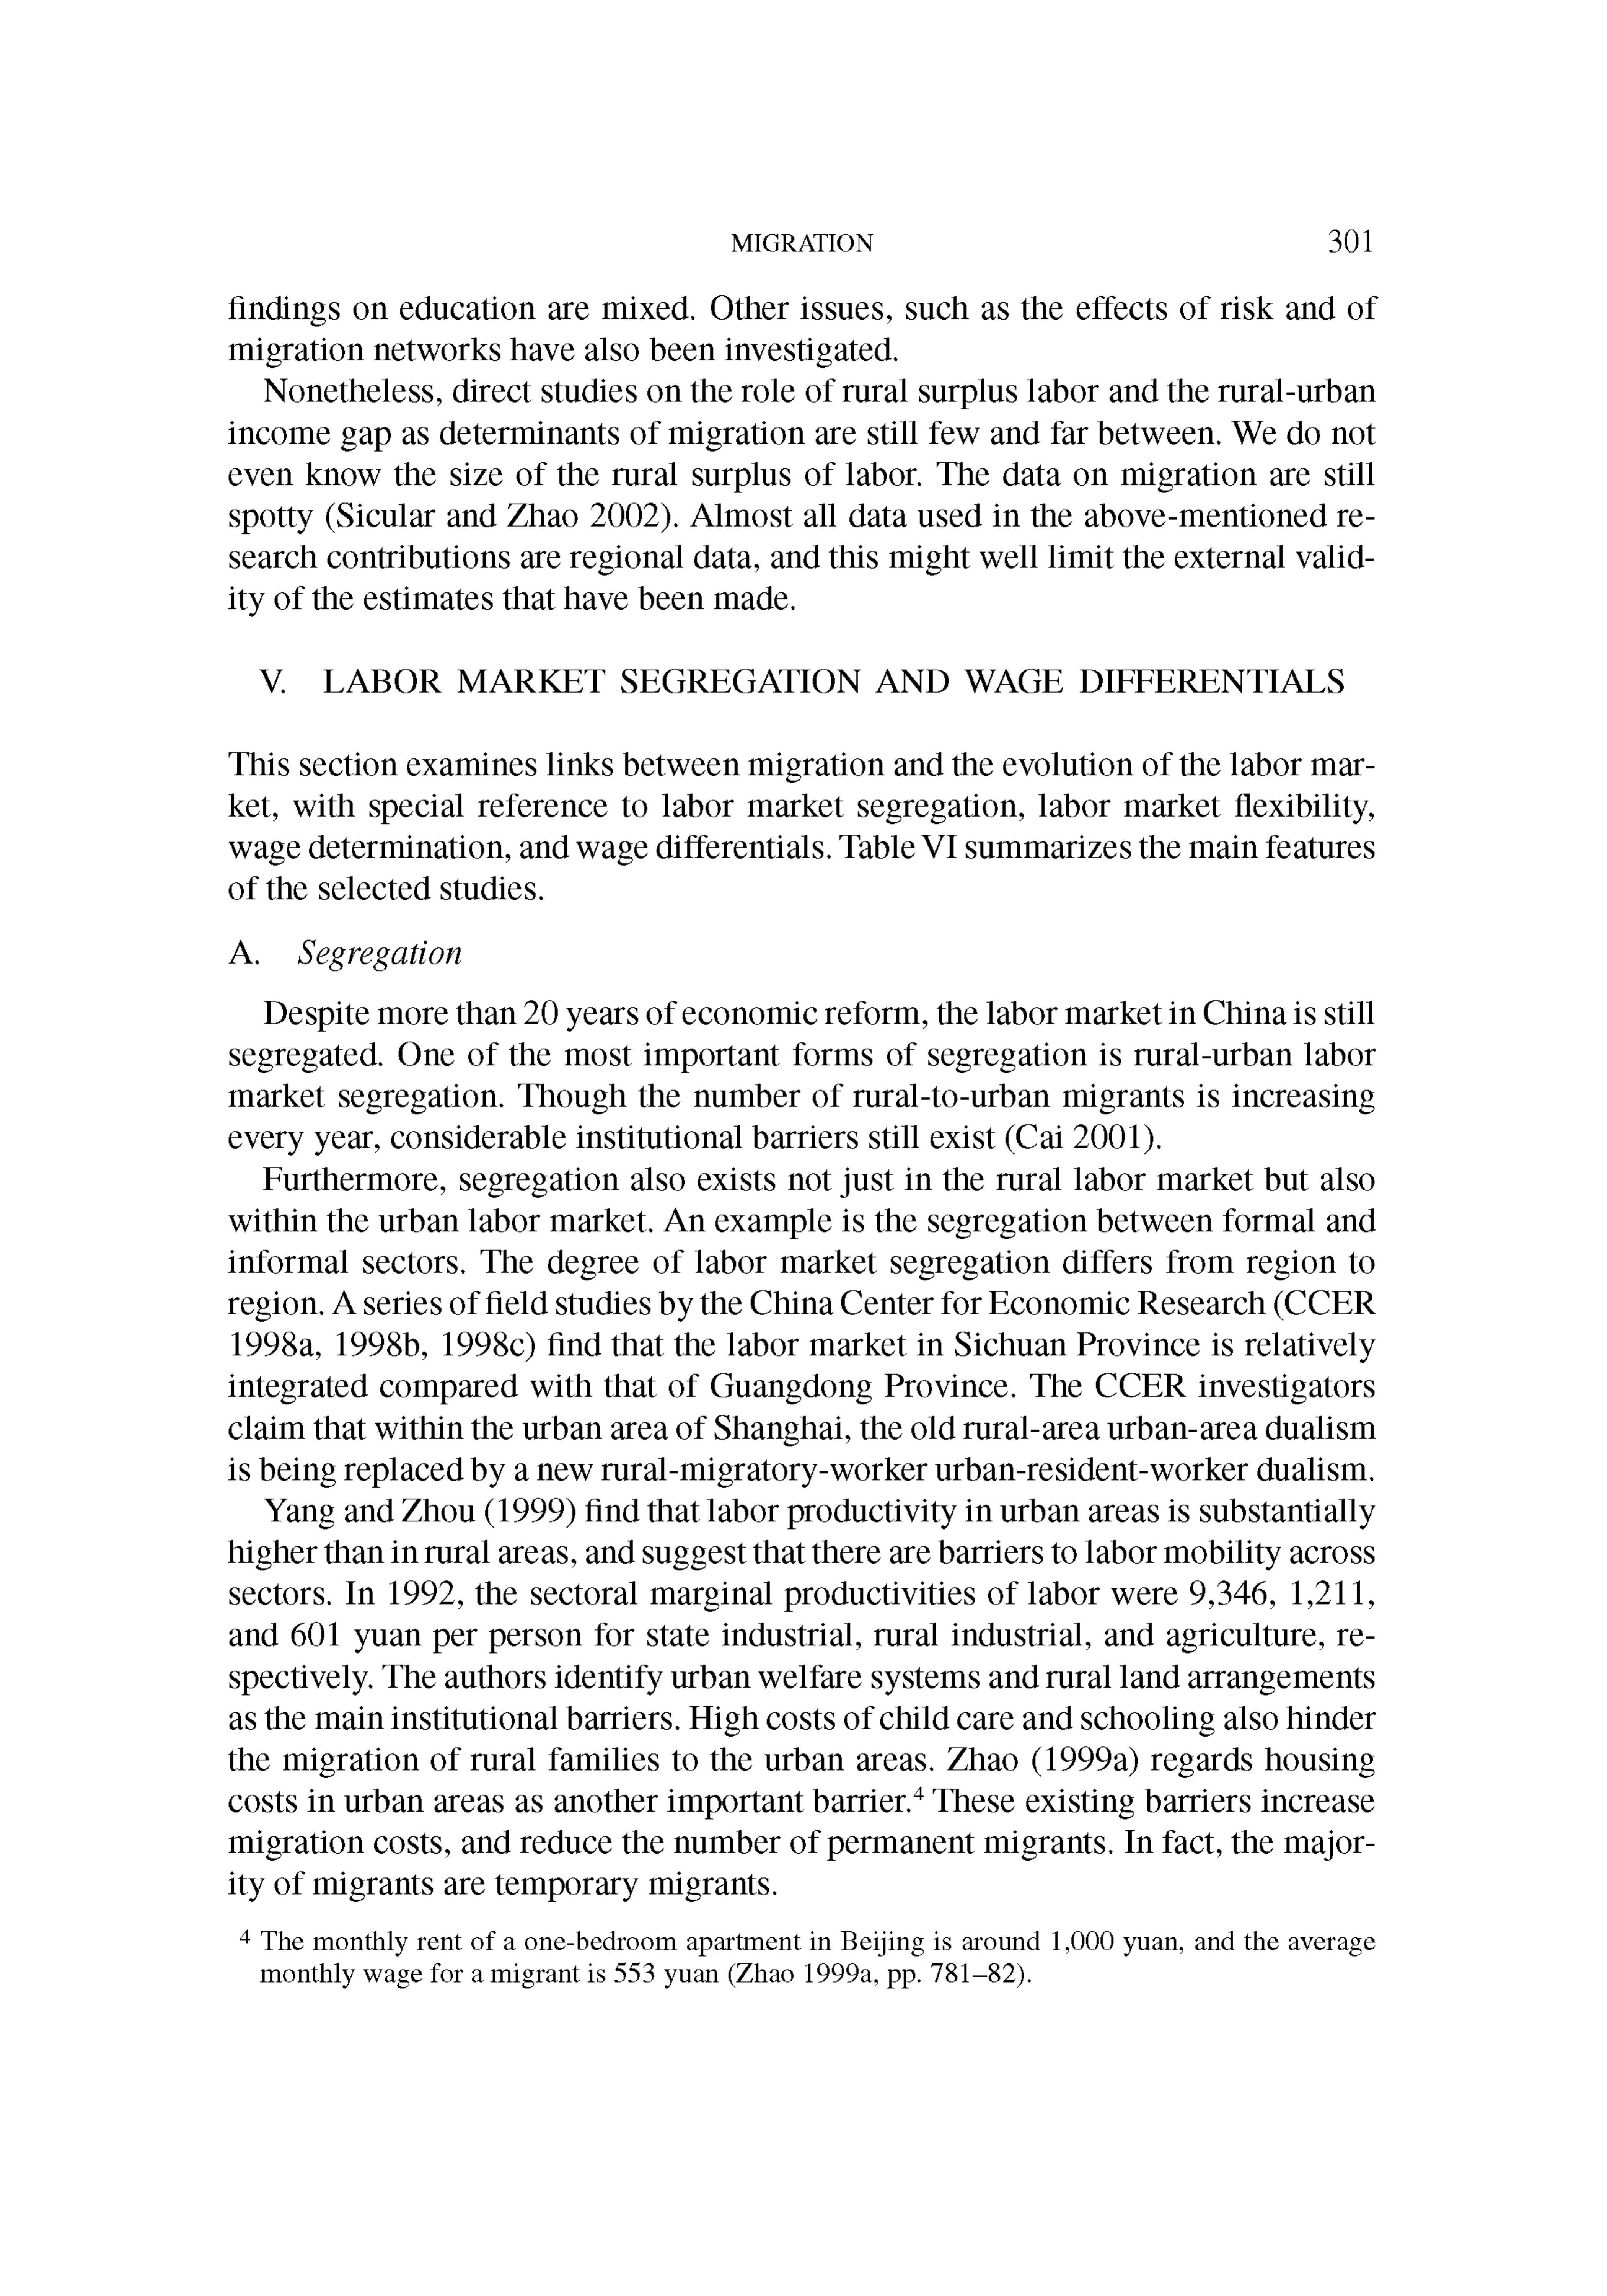 MIGRATION 301
findings on education are mixed. Other issues, such as the effects of risk and of
migration networks have also been investigated.
Nonetheless, direct studies on the role of rural surplus labor and the rural-urban
income gap as determinants of migration are still few and far between. We do not
even know the size of the rural surplus of labor. The data on migration are still
spotty (Sicular and Zhao 2002). Almost all data used in the above-mentioned re-
search contributions are regional data, and this might well limit the external valid-
ity of the estimates that have been made.
V. LABOR MARKET SEGREGATION AND WAGE DIFFERENTIALS
This section examines links between migration and the evolution of the labor mar-
ket, with special reference to labor market segregation, labor market flexibility,
wage determination, and wage differentials. Table VI summarizes the main features
of the selected studies.
A. Segregation
Despite more than 20 years of economic reform, the labor market in China is still
segregated. One of the most important forms of segregation is rural-urban labor
market segregation. Though the number of rural-to-urban migrants is increasing
every year, considerable institutional barriers still exist (Cai 2001).
Furthermore, segregation also exists not just in the rural labor market but also
within the urban labor market. An example is the segregation between formal and
informal sectors. The degree of labor market segregation differs from region to
region. A series of field studies by the China Center for Economic Research (CCER
1998a, 1998b, 1998c) find that the labor market in Sichuan Province is relatively
integrated compared with that of Guangdong Province. The CCER investigators
claim that within the urban area of Shanghai, the old rural-area urban-area dualism
is being replaced by a new rural-migratory-worker urban-resident-worker dualism.
Yang and Zhou (1999) find that labor productivity in urban areas is substantially
higher than in rural areas, and suggest that there are barriers to labor mobility across
sectors. In 1992, the sectoral marginal productivities of labor were 9,346, 1,211,
and 601 yuan per person for state industrial, rural industrial, and agriculture, re-
spectively. The authors identify urban welfare systems and rural land arrangements
as the main institutional barriers. High costs of child care and schooling also hinder
the migration of rural families to the urban areas. Zhao (1999a) regards housing
costs in urban areas as another important barrier.⁴ These existing barriers increase
migration costs, and reduce the number of permanent migrants. In fact, the major-
ity of migrants are temporary migrants.
⁴ The monthly rent of a one-bedroom apartment in Beijing is around 1,000 yuan, and the average
monthly wage for a migrant is 553 yuan (Zhao 1999a, pp. 781–82).